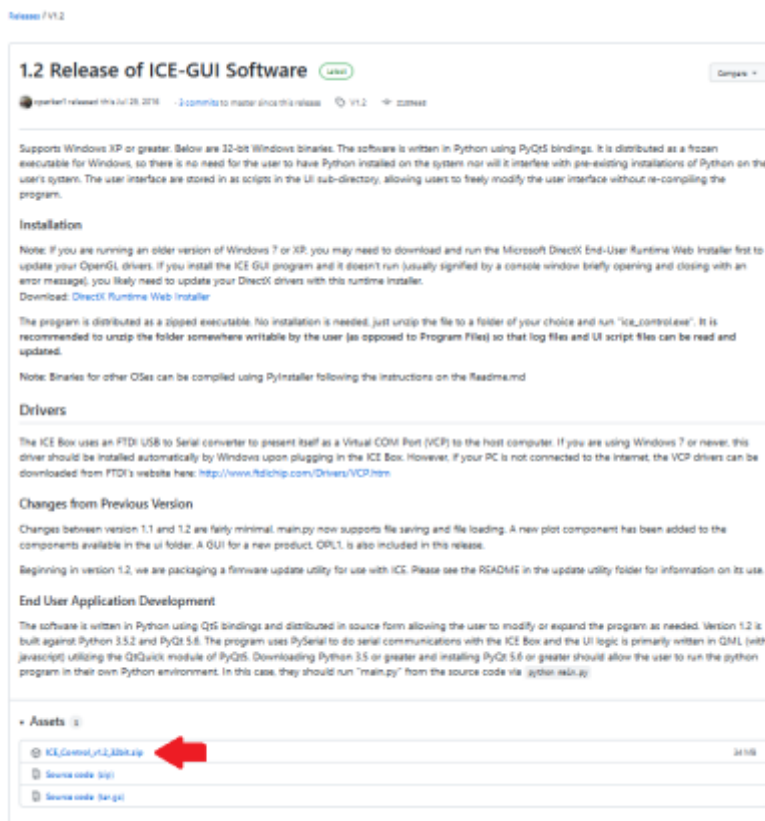 Releases / V1.2
1.2 Release of ICE-GUI Software Latest
Compare
released this Jul 28, 2016 · 3 commits to master since this release V1.2
Supports Windows XP or greater. Below are 32-bit Windows binaries. The software is written in Python using PyQt5 bindings. It is distributed as a frozen
executable for Windows, so there is no need for the user to have Python installed on the system nor will it interfere with pre-existing installations of Python on the
user's system. The user interface are stored in as scripts in the UI sub-directory, allowing users to freely modify the user interface without re-compiling the
program.
Installation
Note: If you are running an older version of Windows 7 or XP, you may need to download and run the Microsoft DirectX End-User Runtime Web Installer first to
update your OpenGL drivers. If you install the ICE GUI program and it doesn't run (usually signified by a console window briefly opening and closing with an
error message), you likely need to update your DirectX drivers with this runtime installer.
Download: DirectX Runtime Web Installer
The program is distributed as a zipped executable. No installation is needed, just unzip the file to a folder of your choice and run "ice_control.exe". It is
recommended to unzip the folder somewhere writable by the user (as opposed to Program Files) so that log files and UI script files can be read and
updated.
Note: Binaries for other OSes can be compiled using PyInstaller following the instructions on the Readme.md
Drivers
The ICE Box uses an FTDI USB to Serial converter to present itself as a Virtual COM Port (VCP) to the host computer. If you are using Windows 7 or newer, this
driver should be installed automatically by Windows upon plugging in the ICE Box. However, if your PC is not connected to the internet, the VCP drivers can be
downloaded from FTDI's website here: http://www.ftdichip.com/Drivers/VCP.htm
Changes from Previous Version
Changes between version 1.1 and 1.2 are fairly minimal. main.py now supports file saving and file loading. A new plot component has been added to the
components available in the ui folder. A GUI for a new product, OPL1, is also included in this release.
Beginning in version 1.2, we are packaging a firmware update utility for use with ICE. Please see the README in the update utility folder for information on its use.
End User Application Development
The software is written in Python using Qt5 bindings and distributed in source form allowing the user to modify or expand the program as needed. Version 1.2 is
built against Python 3.5.2 and PyQt 5.6. The program uses PySerial to do serial communications with the ICE Box and the UI logic is primarily written in QML (with
javascript) utilizing the QtQuick module of PyQt5. Downloading Python 3.5 or greater and installing PyQt 5.6 or greater should allow the user to run the python
program in their own Python environment. In this case, they should run "main.py" from the source code via python main.py
Assets 3
ICE_Control_v1.2_32bit.zip
Source code (zip)
Source code (tar.gz)